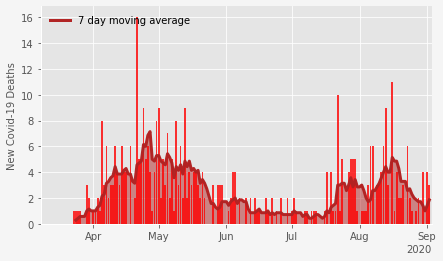 7 day moving average
New Covid-19 Deaths
16
14
12
10
8
6
4
2
0
Apr
May
Jun
Jul
Aug
Sep
2020